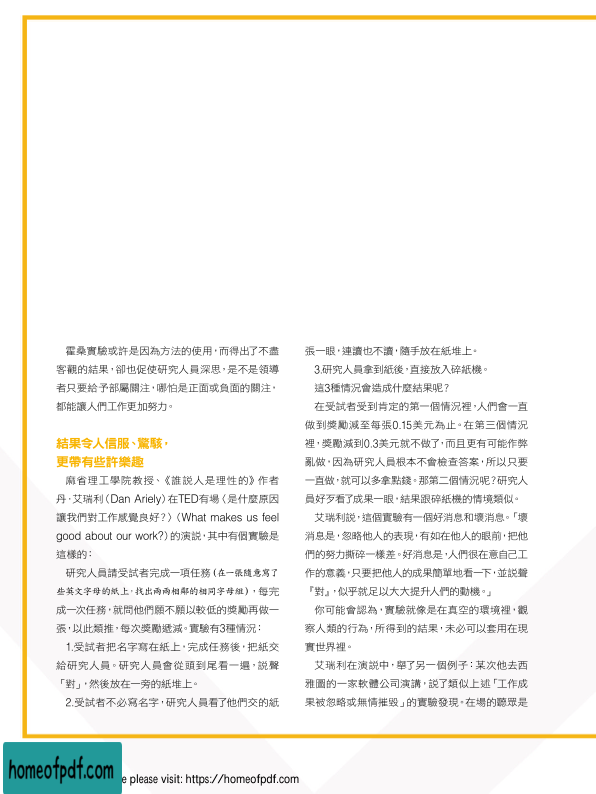 霍桑實驗或許是因為方法的使用，而得出了不盡
客觀的結果，卻也促使研究人員深思，是不是領導
者只要給予部屬關注，哪怕是正面或負面的關注，
都能讓人們工作更加努力。
結果令人信服、驚駭，
更帶有些許樂趣
麻省理工學院教授、《誰說人是理性的》作者
丹．艾瑞利（Dan Ariely）在TED有場〈是什麼原因
讓我們對工作感覺良好？〉（What makes us feel
good about our work?）的演說，其中有個實驗是
這樣的：
研究人員請受試者完成一項任務（在一張隨意寫了
些英文字母的紙上，找出兩兩相鄰的相同字母組），每完
成一次任務，就問他們願不願以較低的獎勵再做一
張，以此類推，每次獎勵遞減。實驗有3種情況：
1.受試者把名字寫在紙上，完成任務後，把紙交
給研究人員。研究人員會從頭到尾看一遍，說聲
「對」，然後放在一旁的紙堆上。
2.受試者不必寫名字，研究人員看了他們交的紙
張一眼，連讀也不讀，隨手放在紙堆上。
3.研究人員拿到紙後，直接放入碎紙機。
這3種情況會造成什麼結果呢？
在受試者受到肯定的第一個情況裡，人們會一直
做到獎勵減至每張0.15美元為止。在第三個情況
裡，獎勵減到0.3美元就不做了，而且更有可能作弊
亂做，因為研究人員根本不會檢查答案，所以只要
一直做，就可以多拿點錢。那第二個情況呢？研究人
員好歹看了成果一眼，結果跟碎紙機的情境類似。
艾瑞利說，這個實驗有一個好消息和壞消息。「壞
消息是，忽略他人的表現，有如在他人的眼前，把他
們的努力撕碎一樣差。好消息是，人們很在意自己工
作的意義，只要把他人的成果簡單地看一下，並說聲
『對』，似乎就足以大大提升人們的動機。」
你可能會認為，實驗就像是在真空的環境裡，觀
察人類的行為，所得到的結果，未必可以套用在現
實世界裡。
艾瑞利在演說中，舉了另一個例子：某次他去西
雅圖的一家軟體公司演講，說了類似上述「工作成
果被忽略或無情摧毀」的實驗發現，在場的聽眾是
homeofpdf.com
e please visit: https://homeofpdf.com